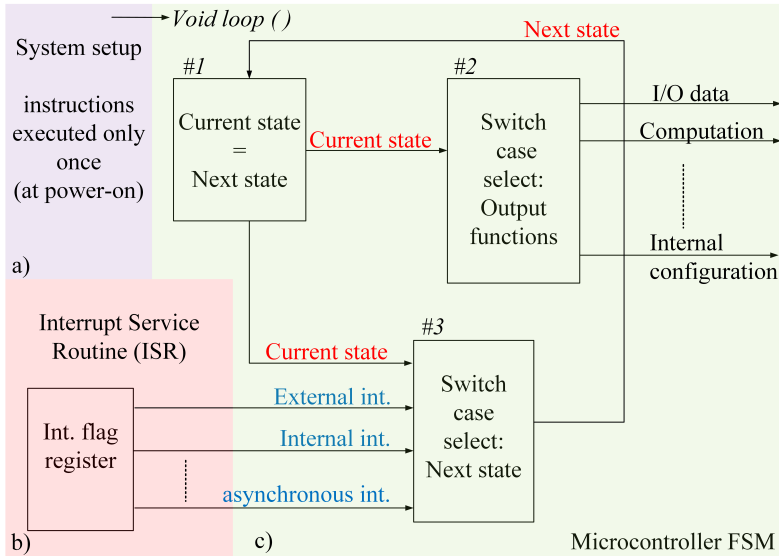 System setup
instructions
executed only
once
(at power-on)
a)
Void loop ( )
Next state
#1
Current state
=
Next state
Current state
#2
Switch
case
select:
Output
functions
I/O data
Computation
Internal
configuration
Interrupt Service
Routine (ISR)
Int. flag
register
b)
Current state
External int.
Internal int.
asynchronous int.
#3
Switch
case
select:
Next state
c)
Microcontroller FSM